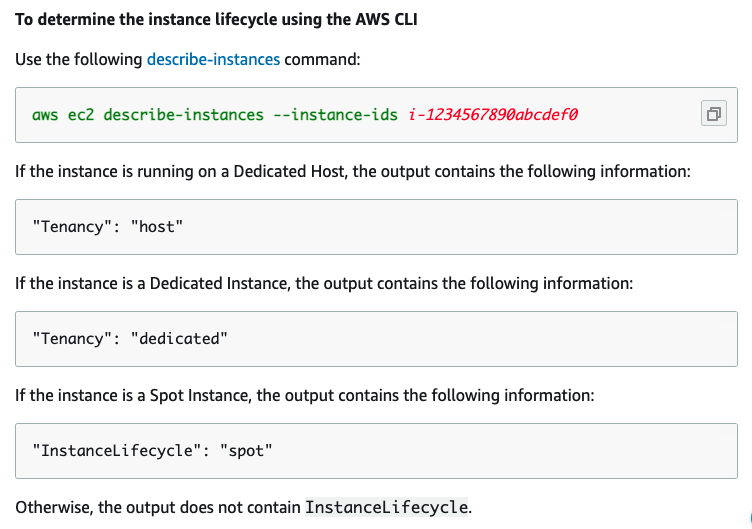 To determine the instance lifecycle using the AWS CLI
Use the following describe-instances command:
aws ec2 describe-instances --instance-ids i-1234567890abcdef0
If the instance is running on a Dedicated Host, the output contains the following information:
"Tenancy": "host"
If the instance is a Dedicated Instance, the output contains the following information:
"Tenancy": "dedicated"
If the instance is a Spot Instance, the output contains the following information:
"InstanceLifecycle": "spot"
Otherwise, the output does not contain InstanceLifecycle.